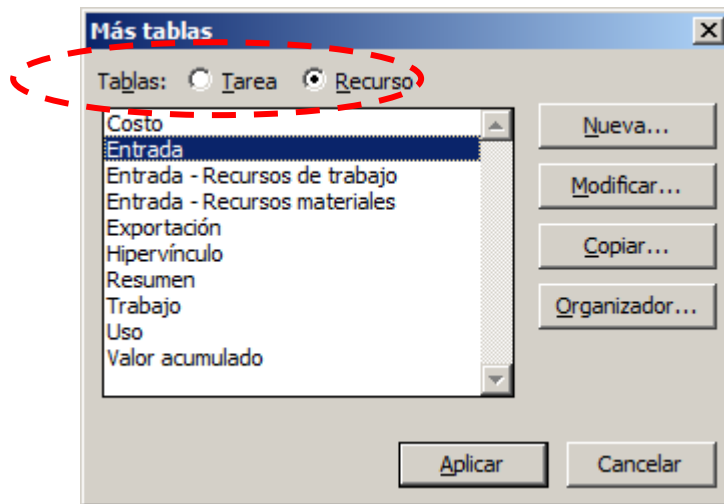 Más tablas
Tablas: Tarea Recurso
Costo
Entrada
Entrada - Recursos de trabajo
Entrada - Recursos materiales
Exportación
Hipervínculo
Resumen
Trabajo
Uso
Valor acumulado
Nueva...
Modificar...
Copiar...
Organizador...
Aplicar
Cancelar